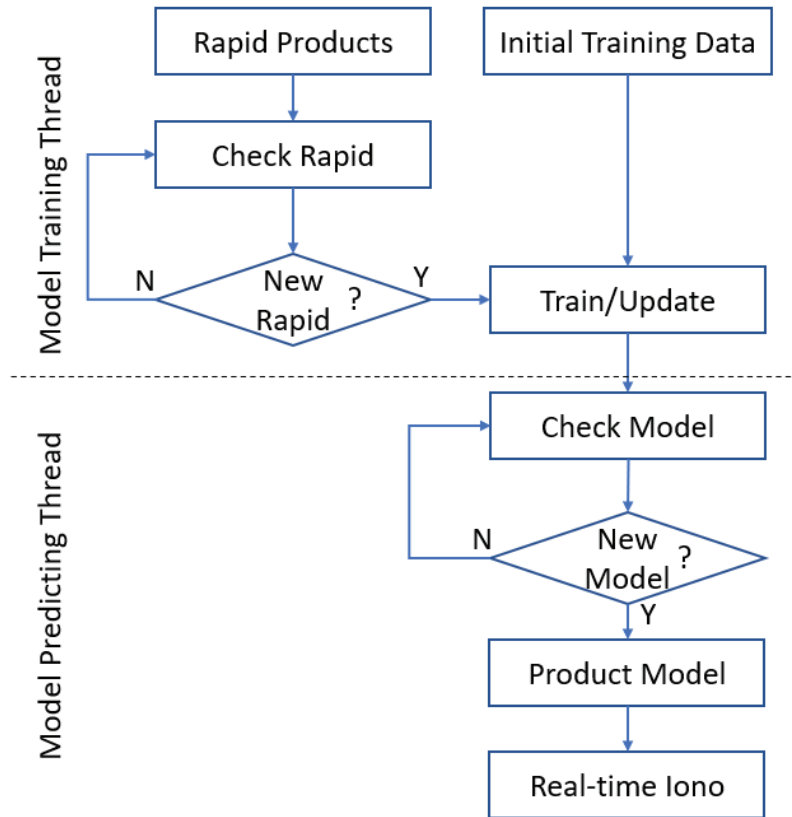 Rapid Products
Initial Training Data
Check Rapid
Model Training Thread
N
New
Rapid
?
Y
Train/Update
Check Model
Model Predicting Thread
N
New
Model
?
Y
Product Model
Real-time Iono